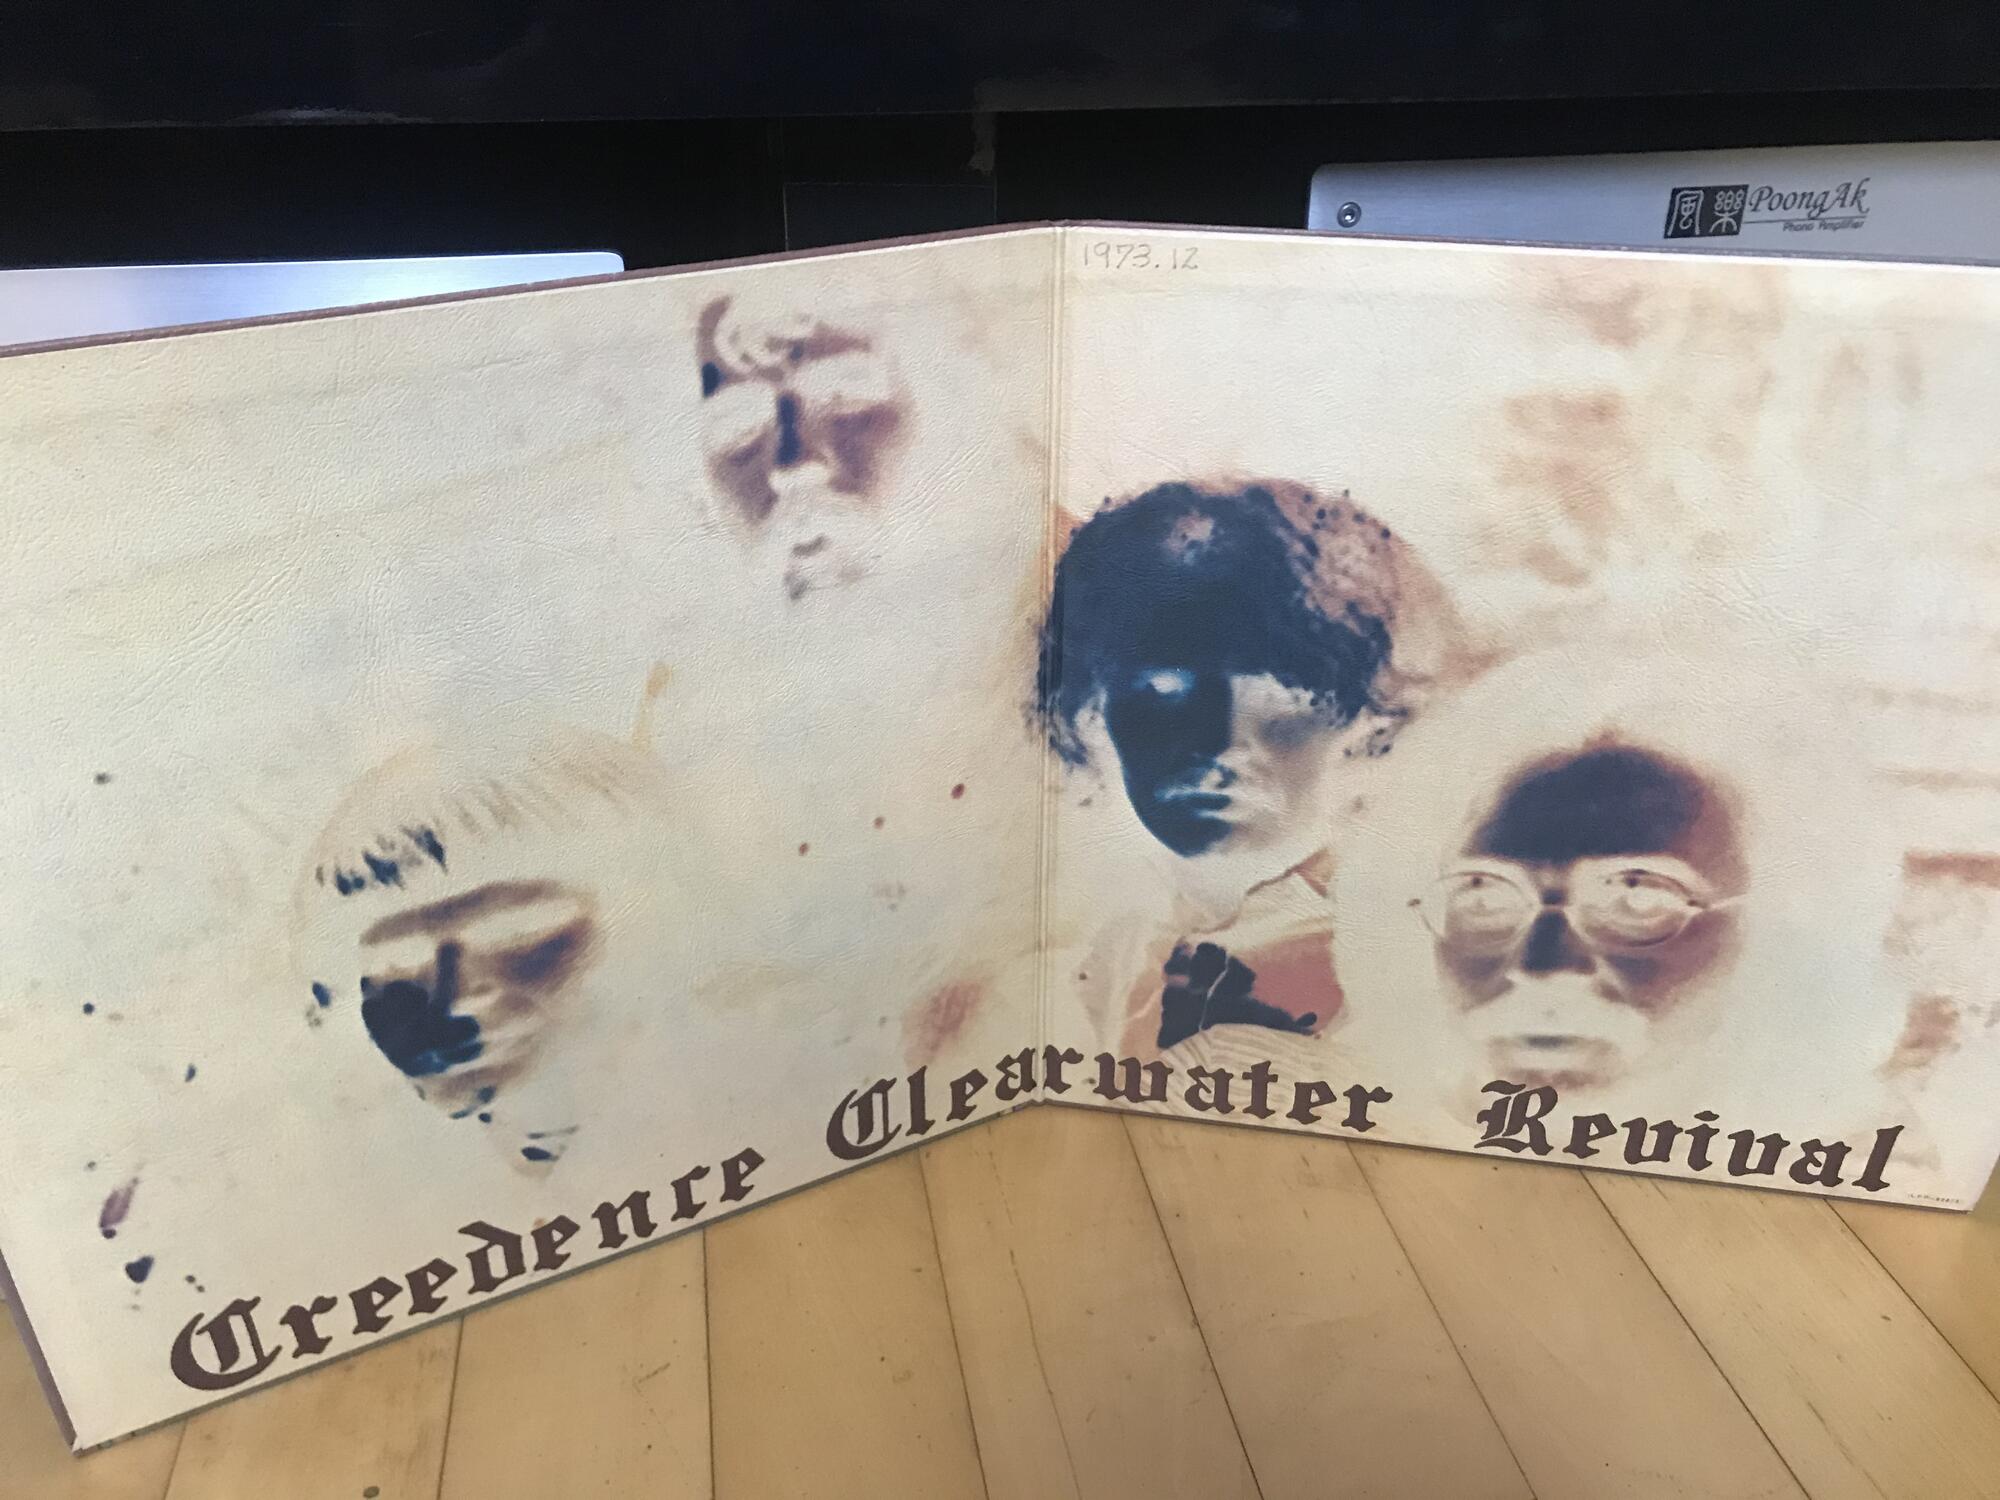 風樂 PoongAk
Phono Amplifier
1973.12
Creedence Clearwater Revival